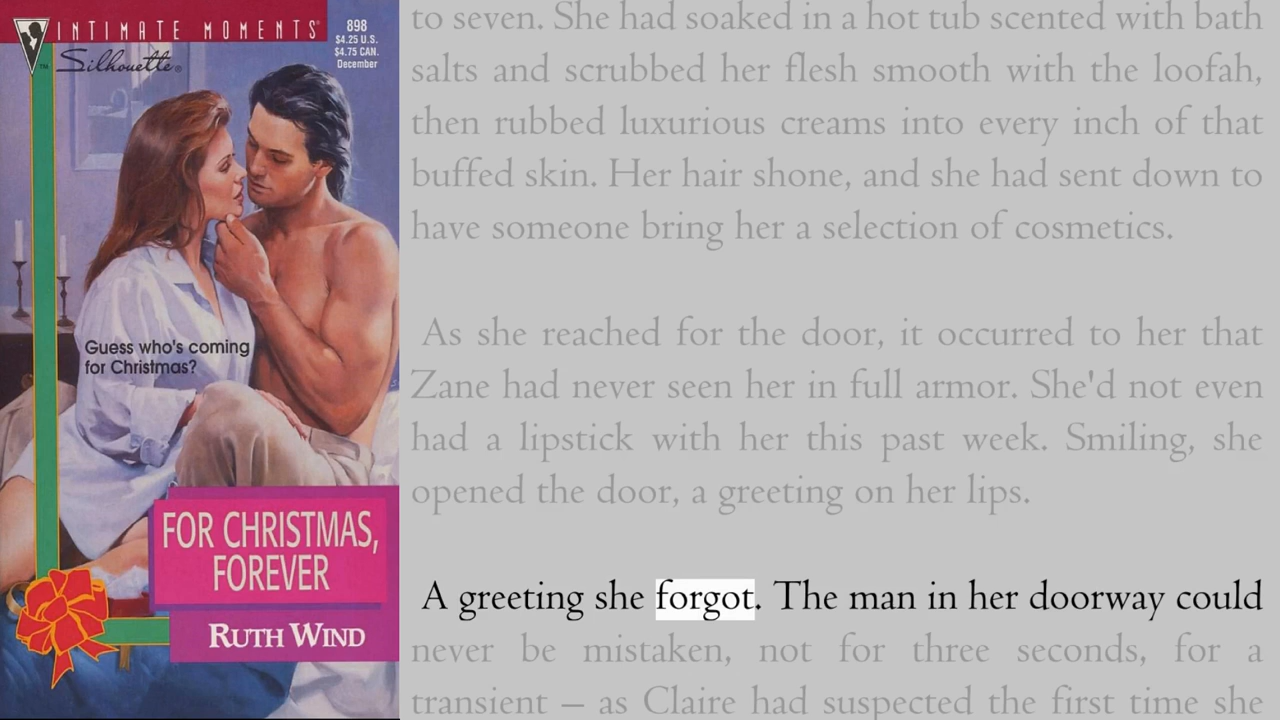 INTIMATE MOMENTS®
Silhouette®
TM
898
$4.25 U.S.
$4.75 CAN.
December
Guess who's coming
for Christmas?
FOR CHRISTMAS,
FOREVER
RUTH WIND
to seven. She had soaked in a hot tub scented with bath
salts and scrubbed her flesh smooth with the loofah,
then rubbed luxurious creams into every inch of that
buffed skin. Her hair shone, and she had sent down to
have someone bring her a selection of cosmetics.
As she reached for the door, it occurred to her that
Zane had never seen her in full armor. She'd not even
had a lipstick with her this past week. Smiling, she
opened the door, a greeting on her lips.
A greeting she forgot. The man in her doorway could
never be mistaken, not for three seconds, for a
transient – as Claire had suspected the first time she